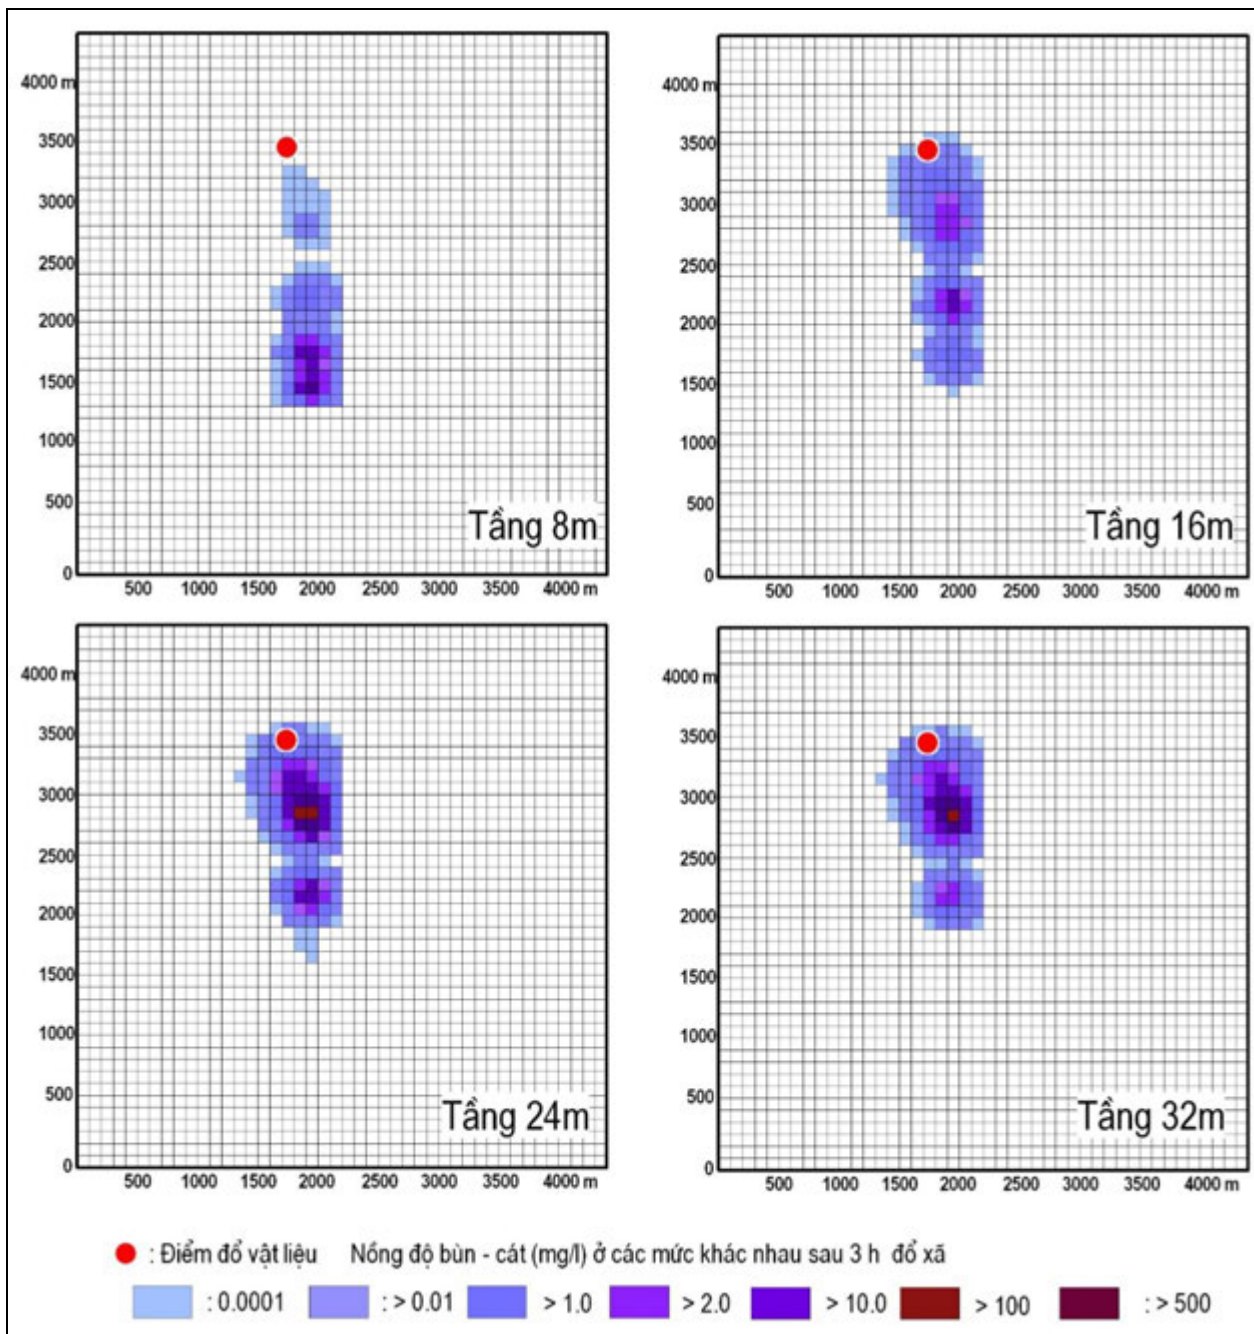 4000 m
3500
3000
2500
2000
1500
1000
500
0
500 1000 1500 2000 2500 3000 3500 4000 m
Tầng 8m
4000 m
3500
3000
2500
2000
1500
1000
500
0
500 1000 1500 2000 2500 3000 3500 4000 m
Tầng 16m
4000 m
3500
3000
2500
2000
1500
1000
500
0
500 1000 1500 2000 2500 3000 3500 4000 m
Tầng 24m
4000 m
3500
3000
2500
2000
1500
1000
500
0
500 1000 1500 2000 2500 3000 3500 4000 m
Tầng 32m
: Điểm đổ vật liệu Nồng độ bùn - cát (mg/l) ở các mức khác nhau sau 3 h đổ xã
: 0.0001 : > 0.01 > 1.0 > 2.0 > 10.0 > 100 : > 500